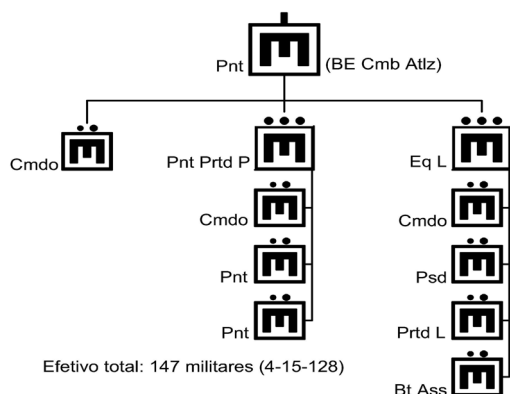 Pnt (BE Cmb Atlz)
Cmdo Pnt Prtd P Eq L
Cmdo Cmdo
Pnt Psd
Pnt Prtd L
Efetivo total: 147 militares (4-15-128)
Bt Ass